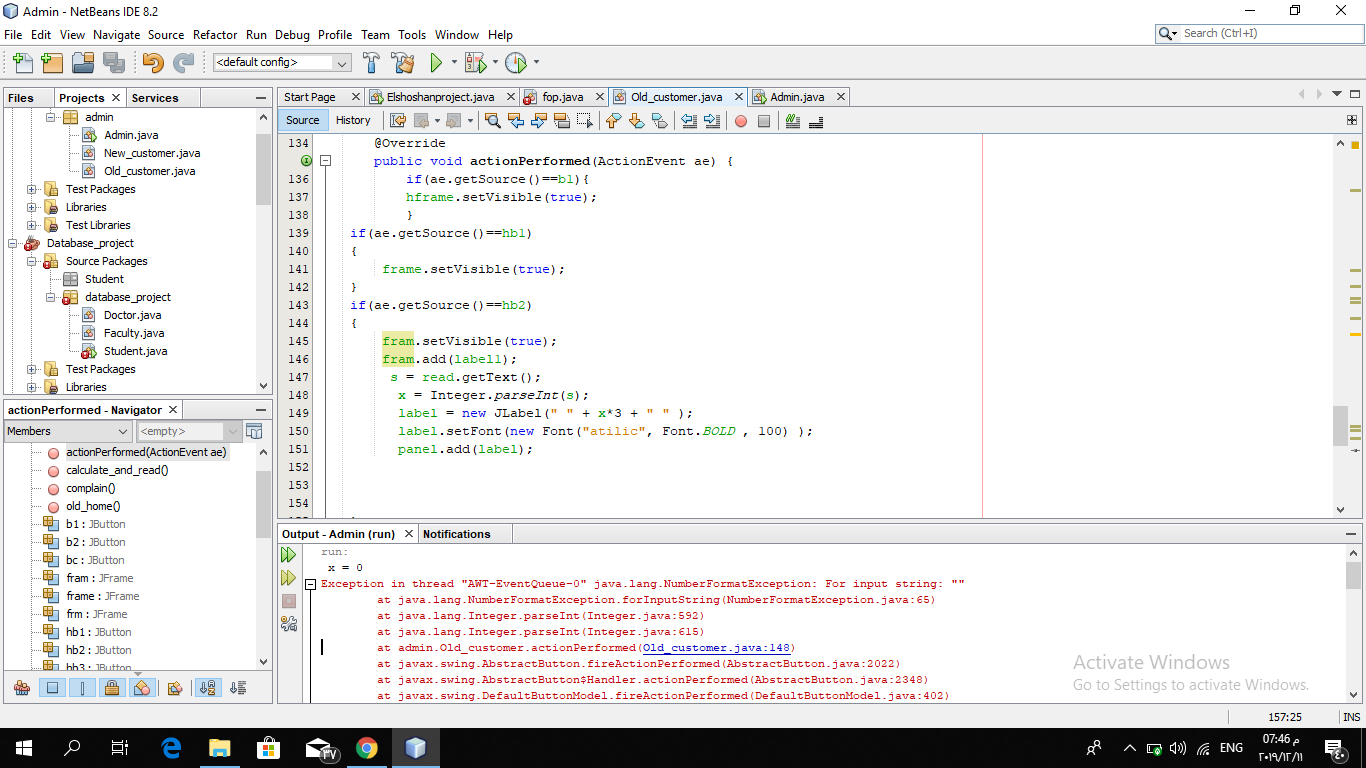 Admin - NetBeans IDE 8.2
File Edit View Navigate Source Refactor Run Debug Profile Team Tools Window Help
Search (Ctrl+I)
<default config>
Files Projects Services
admin
Admin.java
New_customer.java
Old_customer.java
Test Packages
Libraries
Test Libraries
Database_project
Source Packages
Student
database_project
Doctor.java
Faculty.java
Student.java
Test Packages
Libraries
actionPerformed - Navigator
Members <empty>
actionPerformed(ActionEvent ae)
calculate_and_read()
complain()
old_home()
b1 : JButton
b2 : JButton
bc : JButton
fram : JFrame
frame : JFrame
frm : JFrame
hb1 : JButton
hb2 : JButton
hb3 : JButton
Start Page Elshoshanproject.java fop.java Old_customer.java Admin.java
Source History
134 @Override
public void actionPerformed(ActionEvent ae) {
136 if(ae.getSource()==b1){
137 hframe.setVisible(true);
138 }
139 if(ae.getSource()==hb1)
140 {
141 frame.setVisible(true);
142 }
143 if(ae.getSource()==hb2)
144 {
145 fram.setVisible(true);
146 fram.add(label1);
147 s = read.getText();
148 x = Integer.parseInt(s);
149 label = new JLabel(" " + x*3 + " " );
150 label.setFont(new Font("atilic", Font.BOLD , 100) );
151 panel.add(label);
152
153
154
Output - Admin (run) Notifications
run:
x = 0
Exception in thread "AWT-EventQueue-0" java.lang.NumberFormatException: For input string: ""
at java.lang.NumberFormatException.forInputString(NumberFormatException.java:65)
at java.lang.Integer.parseInt(Integer.java:592)
at java.lang.Integer.parseInt(Integer.java:615)
at admin.Old_customer.actionPerformed(Old_customer.java:148)
at javax.swing.AbstractButton.fireActionPerformed(AbstractButton.java:2022)
at javax.swing.AbstractButton$Handler.actionPerformed(AbstractButton.java:2348)
at javax.swing.DefaultButtonModel.fireActionPerformed(DefaultButtonModel.java:402)
Activate Windows
Go to Settings to activate Windows.
157:25 INS
٣٧
ENG
07:46 م
٢٠١٩/١٢/١١